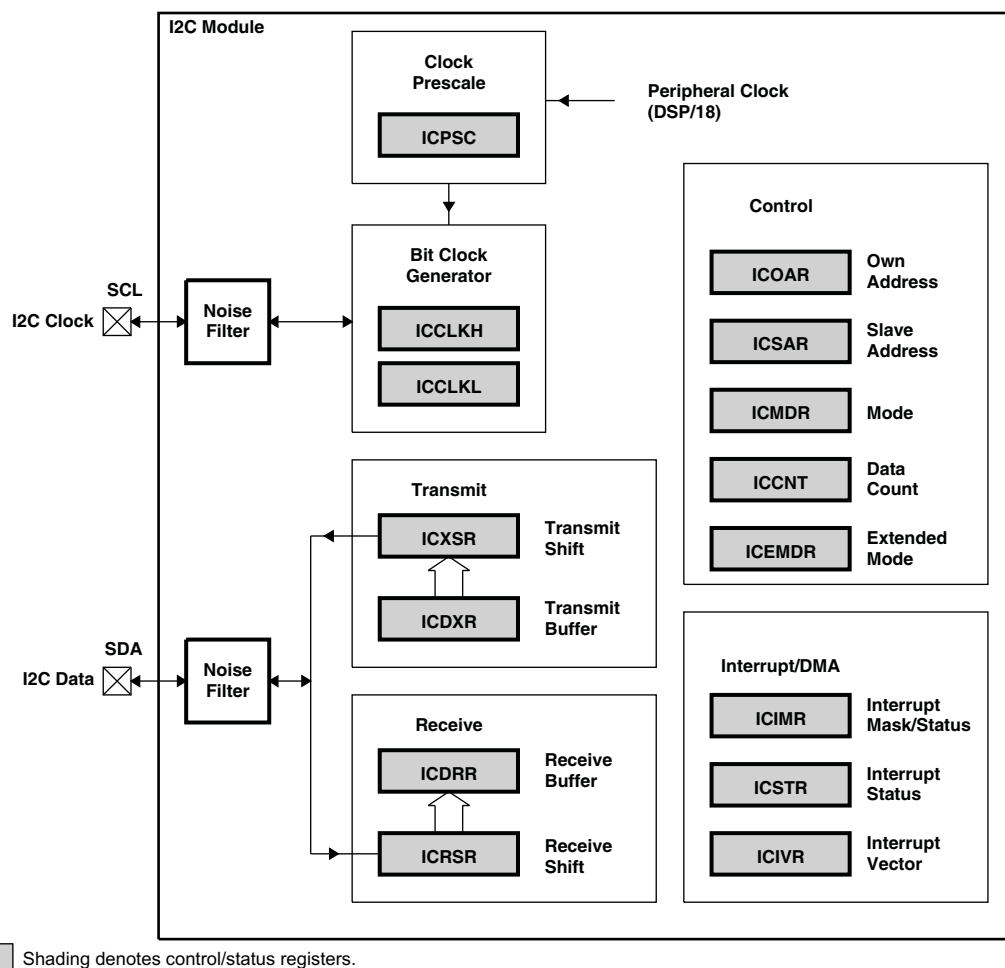 I2C Module
Clock
Prescale
ICPSC
Peripheral Clock
(DSP/18)
Bit Clock
Generator
ICCLKH
ICCLKL
SCL
I2C Clock
Noise
Filter
Control
ICOAR
Own
Address
ICSAR
Slave
Address
ICMDR
Mode
ICCNT
Data
Count
ICEMDR
Extended
Mode
Transmit
ICXSR
Transmit
Shift
ICDXR
Transmit
Buffer
SDA
I2C Data
Noise
Filter
Receive
ICDRR
Receive
Buffer
ICRSR
Receive
Shift
Interrupt/DMA
ICIMR
Interrupt
Mask/Status
ICSTR
Interrupt
Status
ICIVR
Interrupt
Vector
Shading denotes control/status registers.